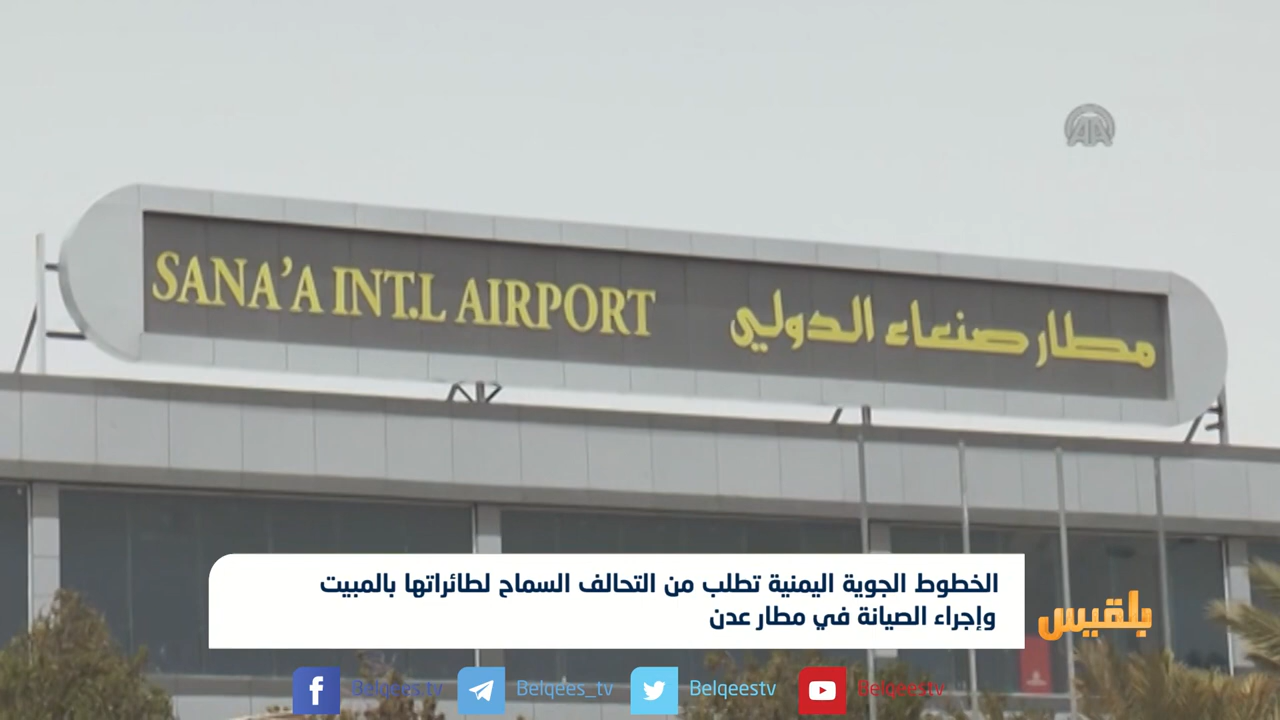 AA
SANA'A INT.L AIRPORT
مطار صنعاء الدولي
الخطوط الجوية اليمنية تطلب من التحالف السماح لطائراتها بالمبيت
وإجراء الصيانة في مطار عدن
بلقيس
Belqees.tv
Belqees_tv
Belqeestv
Belqeestv